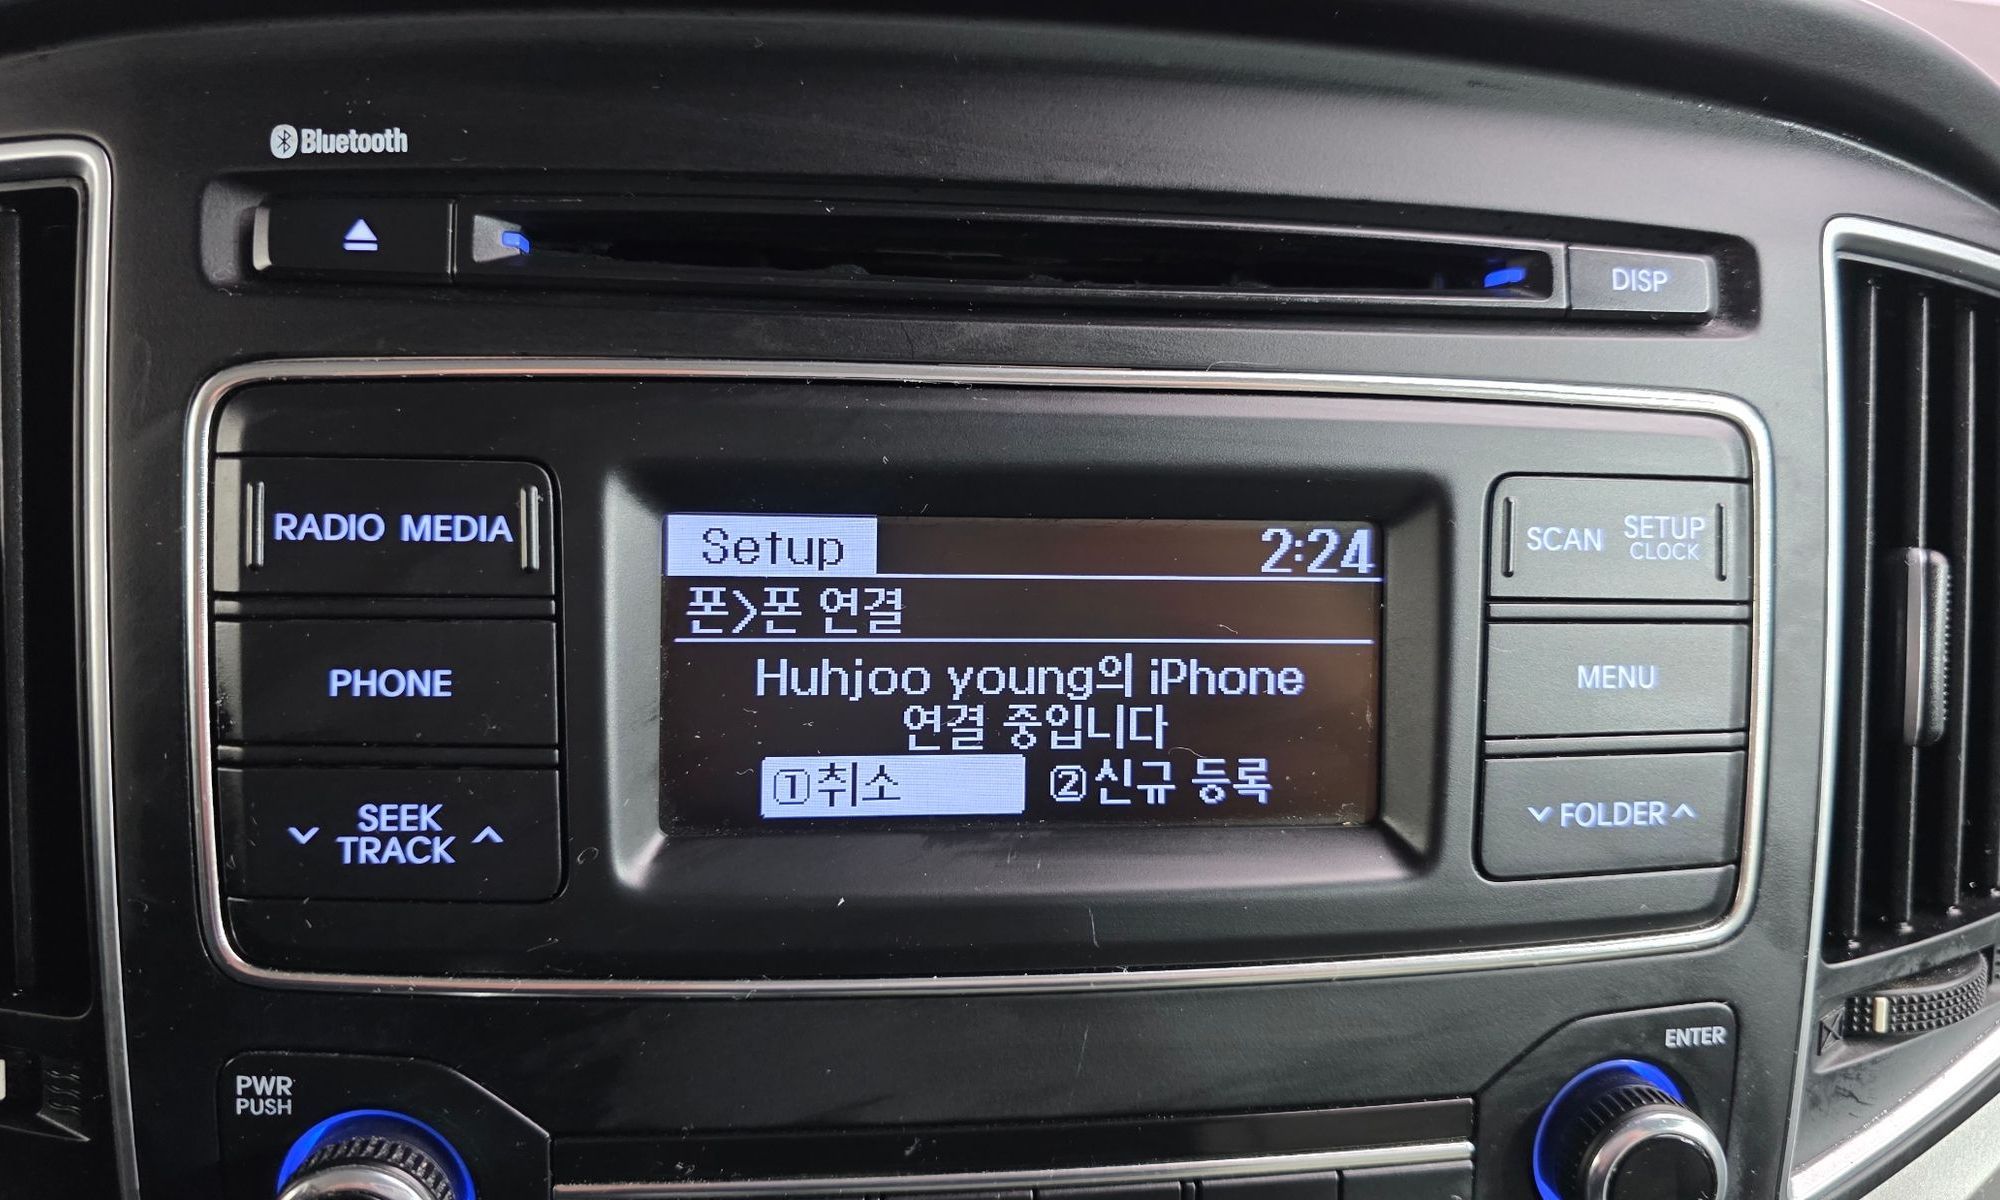 Bluetooth
DISP
RADIO MEDIA
PHONE
SEEK
TRACK
Setup 2:24
폰>폰 연결
Huhjoo young의 iPhone
연결 중입니다
①취소 ②신규 등록
SCAN SETUP
CLOCK
MENU
FOLDER
PWR
PUSH
ENTER